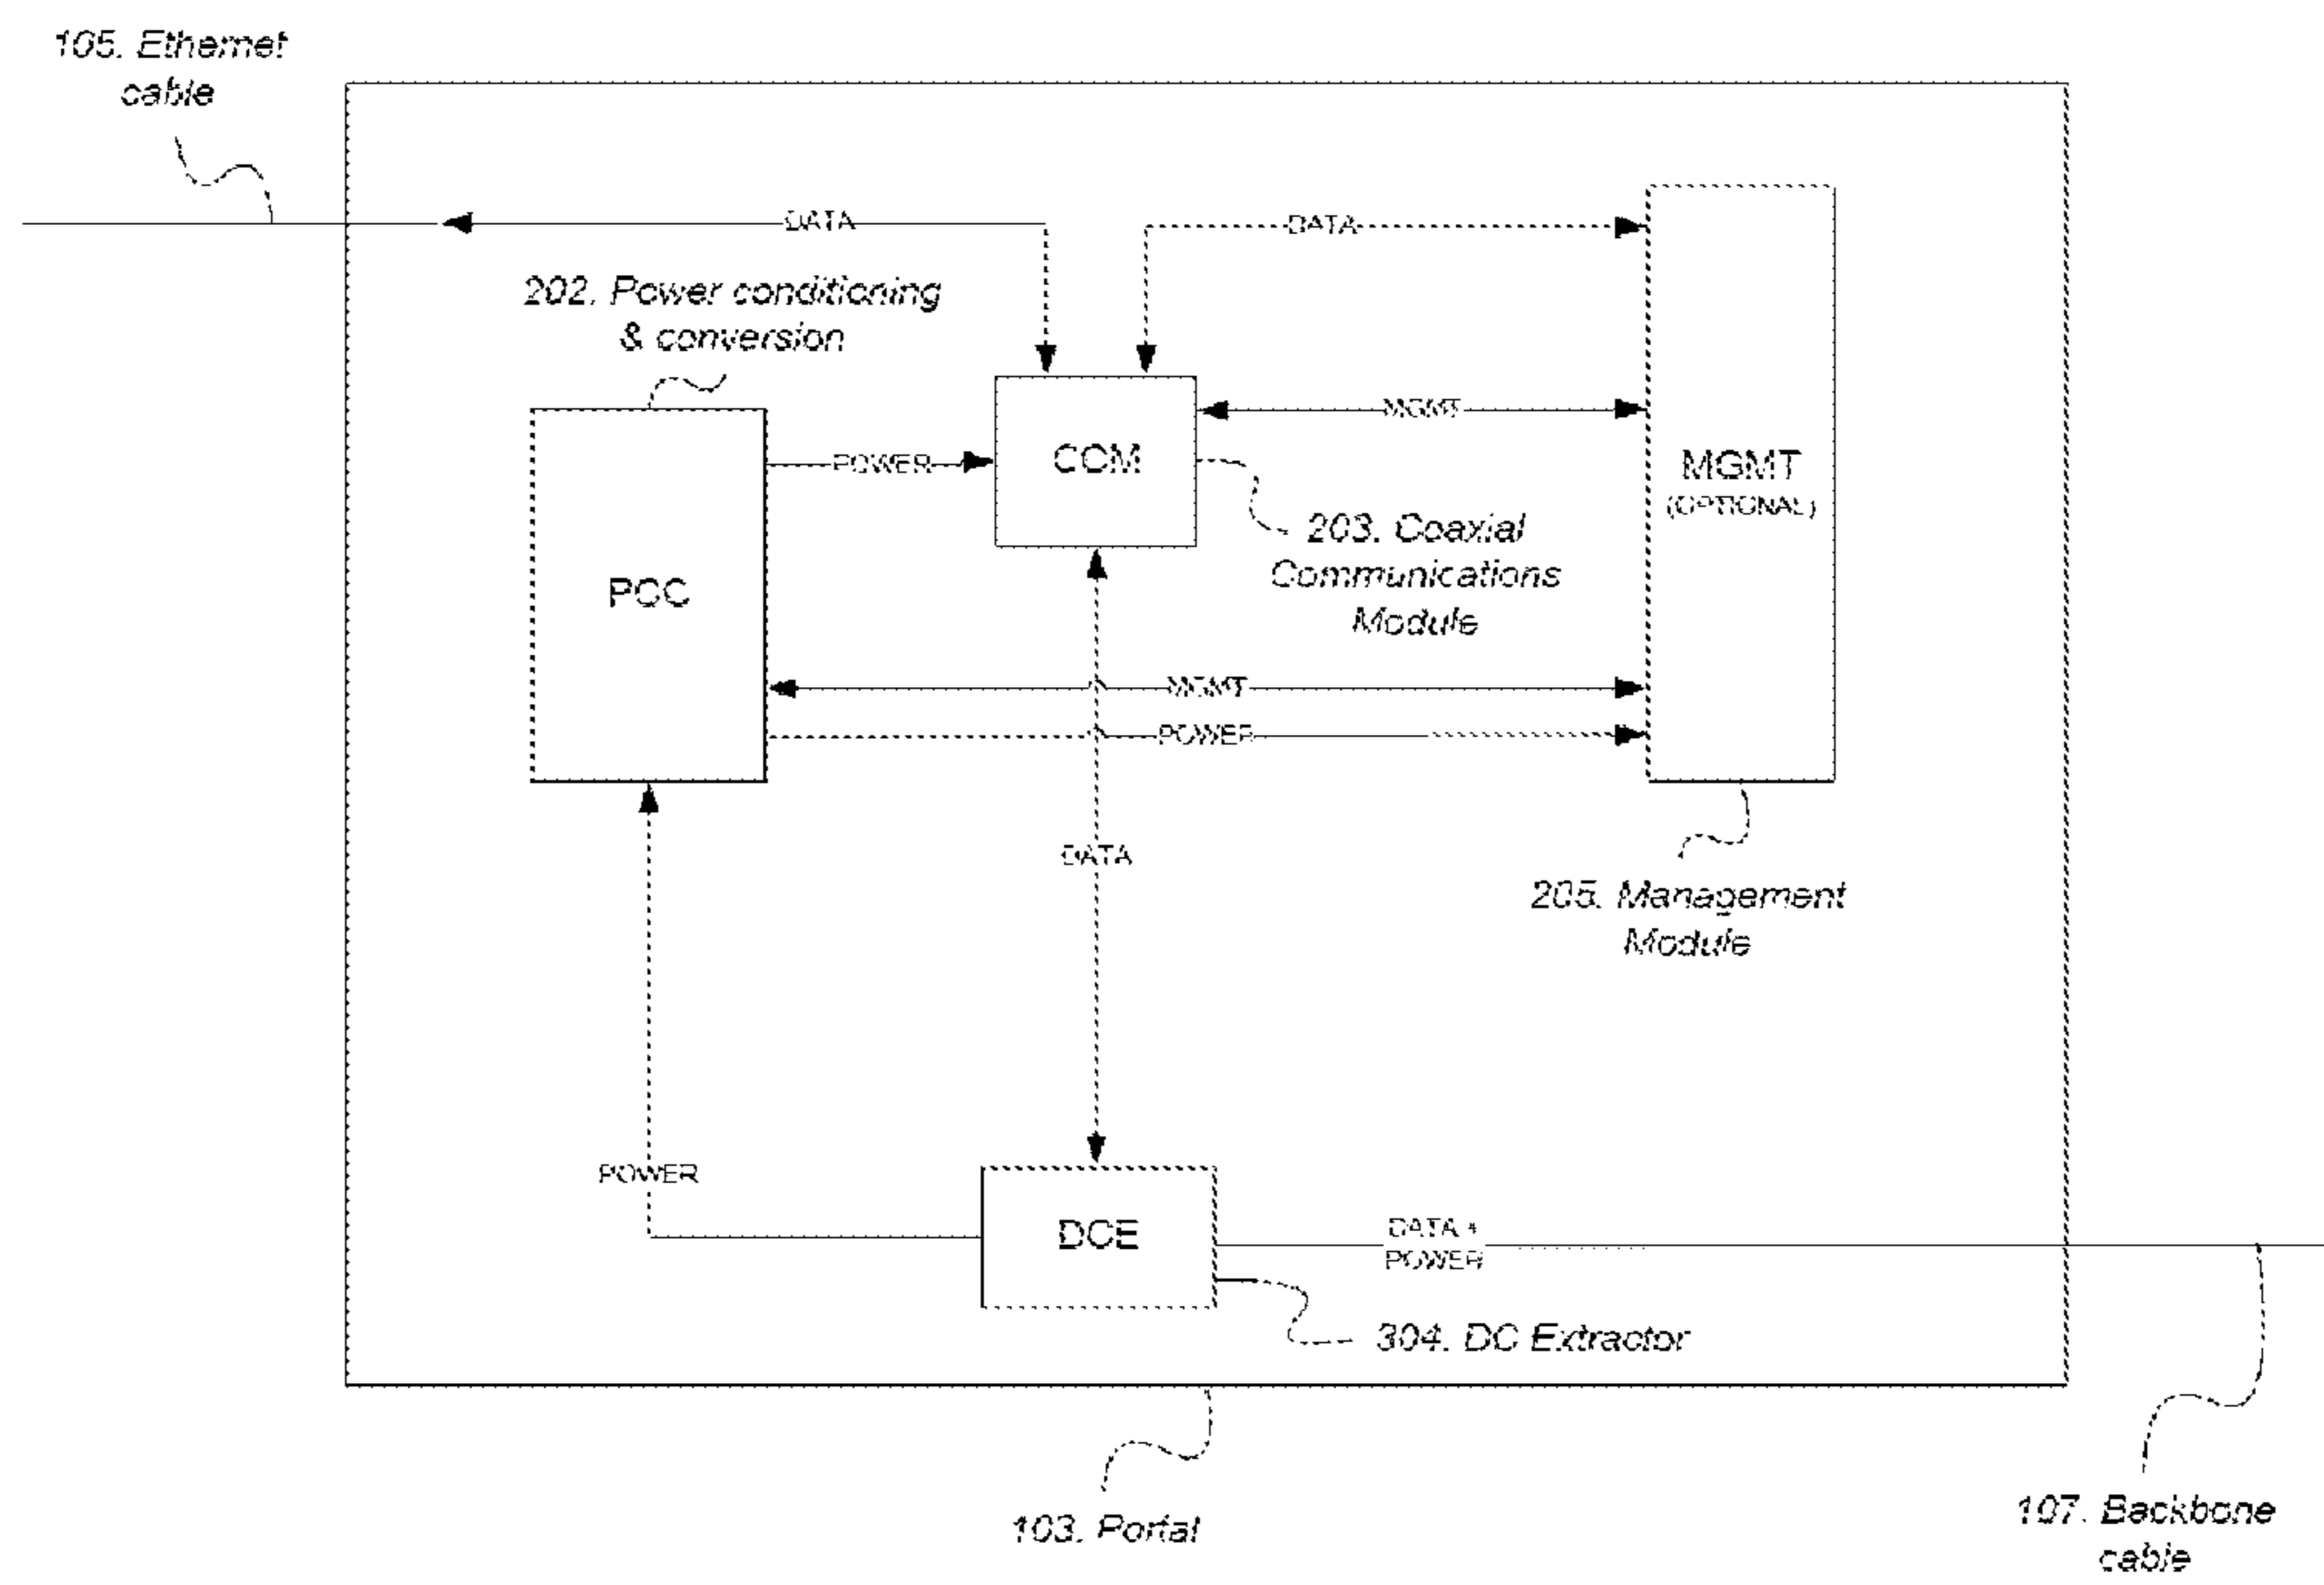 105. Ethernet
cable
DATA
DATA
202. Power conditioning
& conversion
MGMT
POWER
CCM
MGMT
(OPTIONAL)
203. Coaxial
Communications
Module
PCC
MGMT
POWER
DATA
205. Management
Module
POWER
DCE
DATA +
POWER
304. DC Extractor
103. Portal
107. Backbone
cable